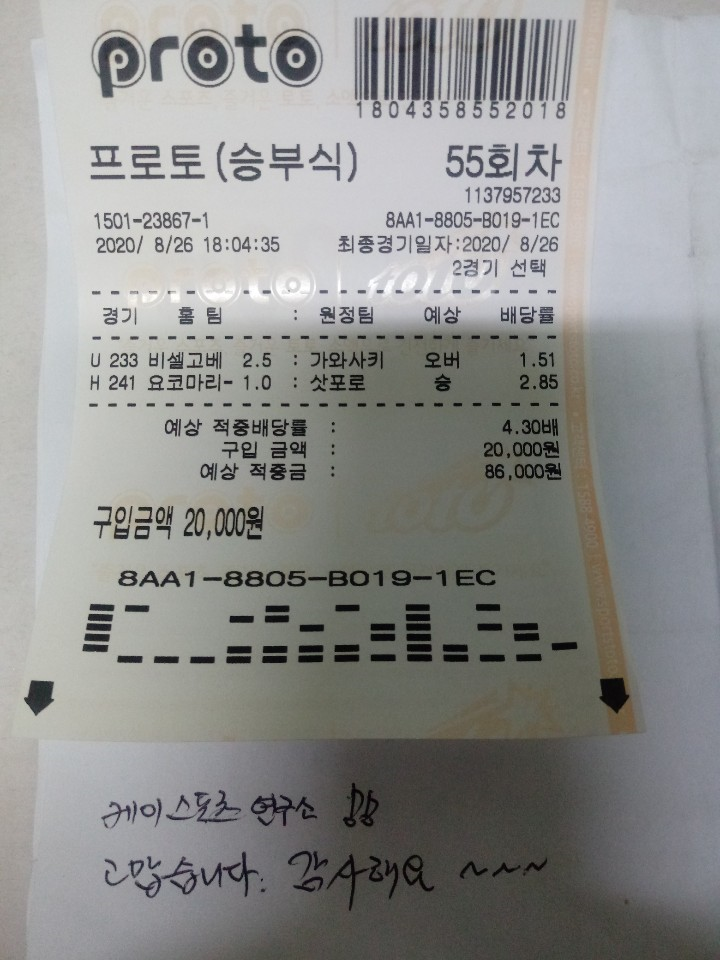 proto
1804358552018
프로토(승부식) 55회차
1137957233
1501-23867-1 8AA1-8805-B019-1EC
2020/ 8/26 18:04:35 최종경기일자:2020/ 8/26
2경기 선택
경기 홈 팀 : 원정팀 예상 배당률
U 233 비셀고베 2.5 : 가와사키 오버 1.51
H 241 요코마리- 1.0 : 삿포로 승 2.85
예상 적중배당률 : 4.30배
구입 금액 : 20,000원
예상 적중금 : 86,000원
구입금액 20,000원
8AA1-8805-B019-1EC
케이스포츠 연구소
고맙습니다. 감사해요 ~~~